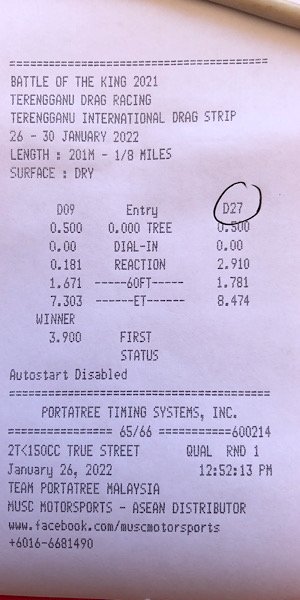 ========================================
BATTLE OF THE KING 2021
TERENGGANU DRAG RACING
TERENGGANU INTERNATIONAL DRAG STRIP
26 - 30 JANUARY 2022
LENGTH : 201M - 1/8 MILES
SURFACE : DRY
D09 Entry D27
0.500 0.000 TREE 0.500
0.00 DIAL-IN 0.00
0.181 REACTION 2.910
1.671 -----60FT----- 1.781
7.303 ------ET------ 8.474
WINNER
3.900 FIRST
STATUS
Autostart Disabled
========================================
PORTATREE TIMING SYSTEMS, INC.
================ 65/66 ===========600214
2T<150CC TRUE STREET QUAL RND 1
January 26, 2022 12:52:13 PM
TEAM PORTATREE MALAYSIA
MUSC MOTORSPORTS - ASEAN DISTRIBUTOR
www.facebook.com/muscmotorsports
+6016-6681490
========================================